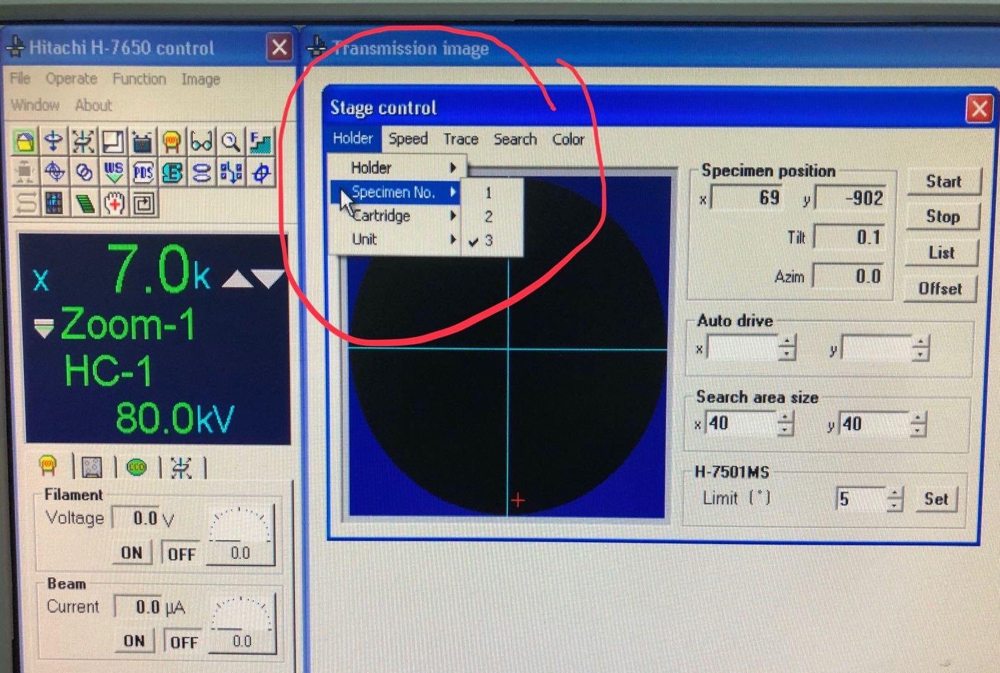 Hitachi H-7650 control
File Operate Function Image
Window About
F
WS PDS E
x 7.0k
Zoom-1
HC-1
80.0kV
Filament
Voltage 0.0 V
ON OFF 0.0
Beam
Current 0.0 µA
ON OFF 0.0
Transmission image
Stage control
Holder Speed Trace Search Color
Holder
Specimen No.
Cartridge
Unit
1
2
✓ 3
Specimen position
x 69 y -902
Tilt 0.1
Azim 0.0
Start
Stop
List
Offset
Auto drive
x y
Search area size
x 40 y 40
H-7501MS
Limit (°) 5 Set